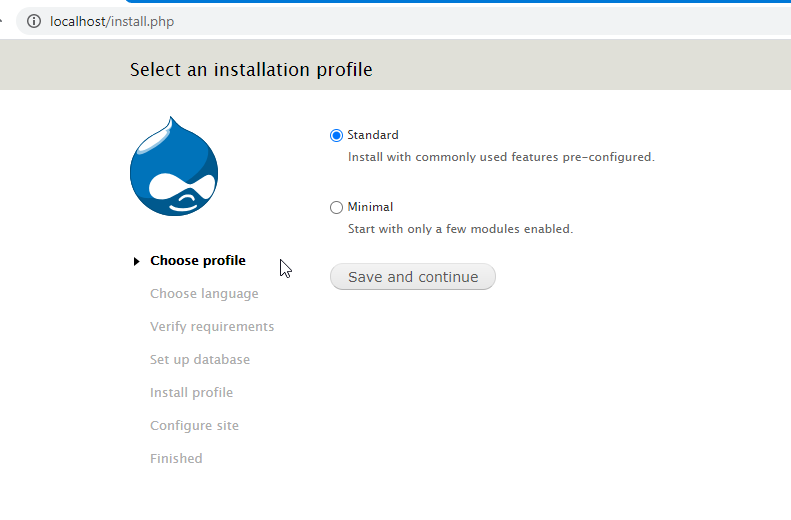 localhost/install.php
Select an installation profile
Standard
Install with commonly used features pre-configured.
Minimal
Start with only a few modules enabled.
Save and continue
Choose profile
Choose language
Verify requirements
Set up database
Install profile
Configure site
Finished